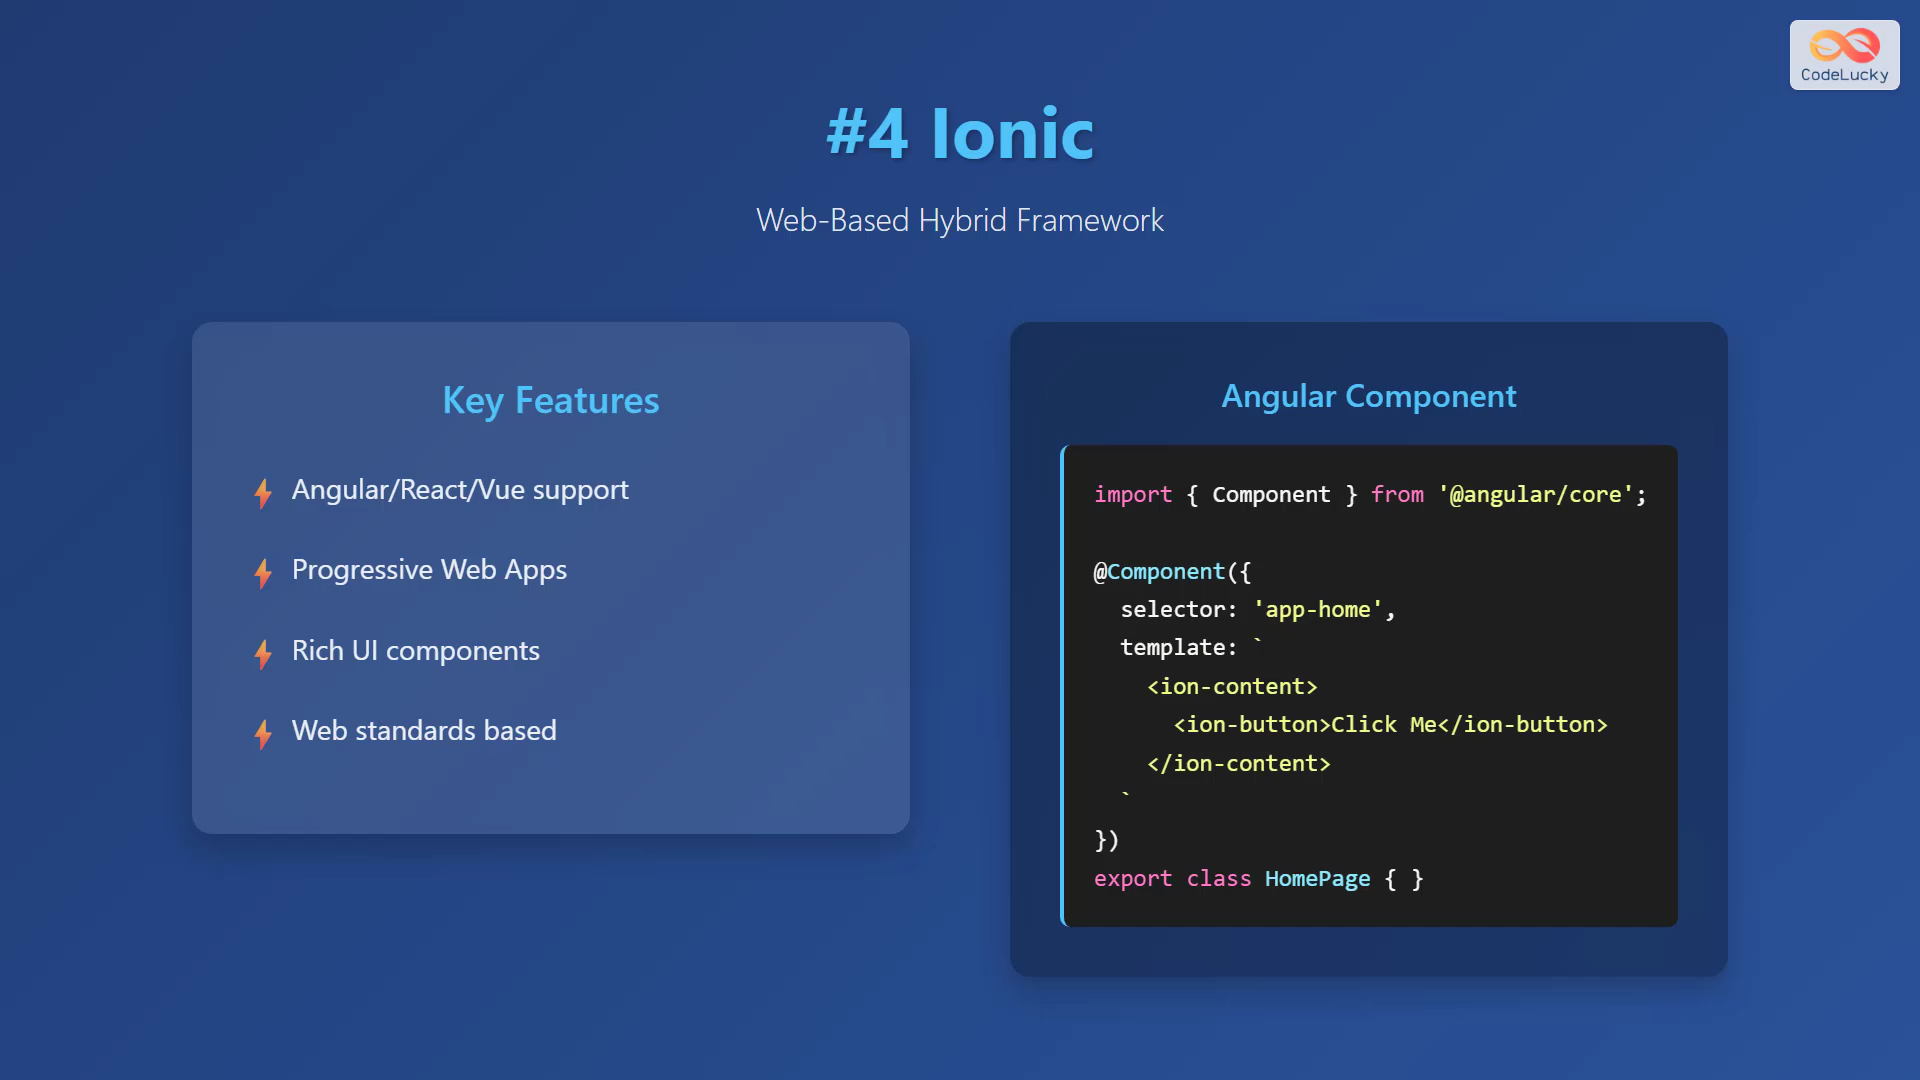 CodeLucky
#4 Ionic
Web-Based Hybrid Framework
Key Features
Angular/React/Vue support
Progressive Web Apps
Rich UI components
Web standards based
Angular Component
import { Component } from '@angular/core';
@Component({
  selector: 'app-home',
  template: `
    <ion-content>
      <ion-button>Click Me</ion-button>
    </ion-content>
  `
})
export class HomePage { }